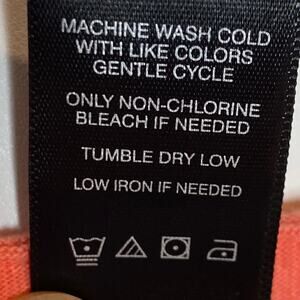 MACHINE WASH COLD
WITH LIKE COLORS
GENTLE CYCLE
ONLY NON-CHLORINE
BLEACH IF NEEDED
TUMBLE DRY LOW
LOW IRON IF NEEDED